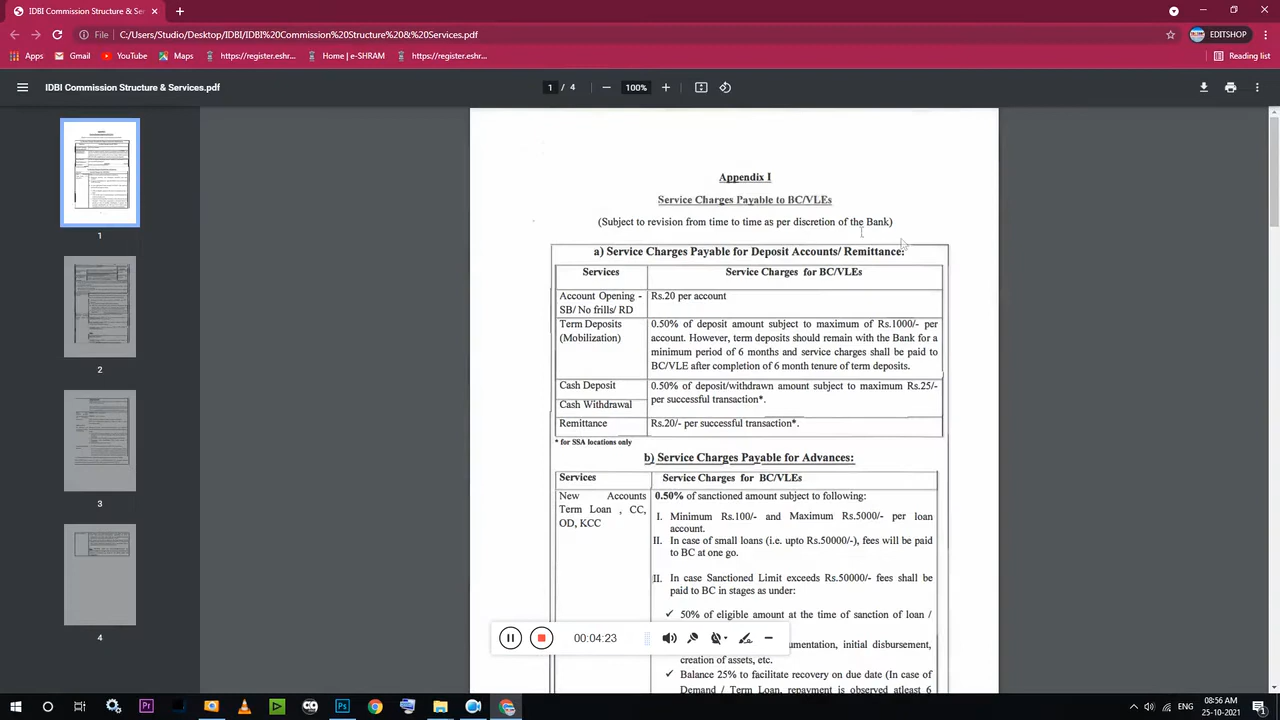 IDBI Commission Structure & Servi
C:/Users/Studio/Desktop/IDBI/IDBI%20Commission%20Structure%20&%20Services.pdf
File
EDITSHOP
Apps
Gmail
YouTube
Maps
https://register.eshr...
Home | e-SHRAM
https://register.eshr...
Reading list
IDBI Commission Structure & Services.pdf
1 / 4
100%
1
2
3
4
Appendix I
Service Charges Payable to BC/VLEs
(Subject to revision from time to time as per discretion of the Bank)
a) Service Charges Payable for Deposit Accounts/ Remittance:
Services
Service Charges for BC/VLEs
Account Opening -
SB/ No frills/ RD
Rs.20 per account
Term Deposits
(Mobilization)
0.50% of deposit amount subject to maximum of Rs.1000/- per
account. However, term deposits should remain with the Bank for a
minimum period of 6 months and service charges shall be paid to
BC/VLE after completion of 6 month tenure of term deposits.
Cash Deposit
Cash Withdrawal
0.50% of deposit/withdrawn amount subject to maximum Rs.25/-
per successful transaction*.
Remittance
Rs.20/- per successful transaction*.
* for SSA locations only
b) Service Charges Payable for Advances:
Services
Service Charges for BC/VLEs
New Accounts
Term Loan , CC,
OD, KCC
0.50% of sanctioned amount subject to following:
I. Minimum Rs.100/- and Maximum Rs.5000/- per loan
account.
II. In case of small loans (i.e. upto Rs.50000/-), fees will be paid
to BC at one go.
II. In case Sanctioned Limit exceeds Rs.50000/- fees shall be
paid to BC in stages as under:
✓ 50% of eligible amount at the time of sanction of loan /
umentation, initial disbursement,
creation of assets, etc.
✓ Balance 25% to facilitate recovery on due date (In case of
Demand / Term Loan, repayment is observed atleast 6
00:04:23
ENG
08:56 AM
25-10-2021